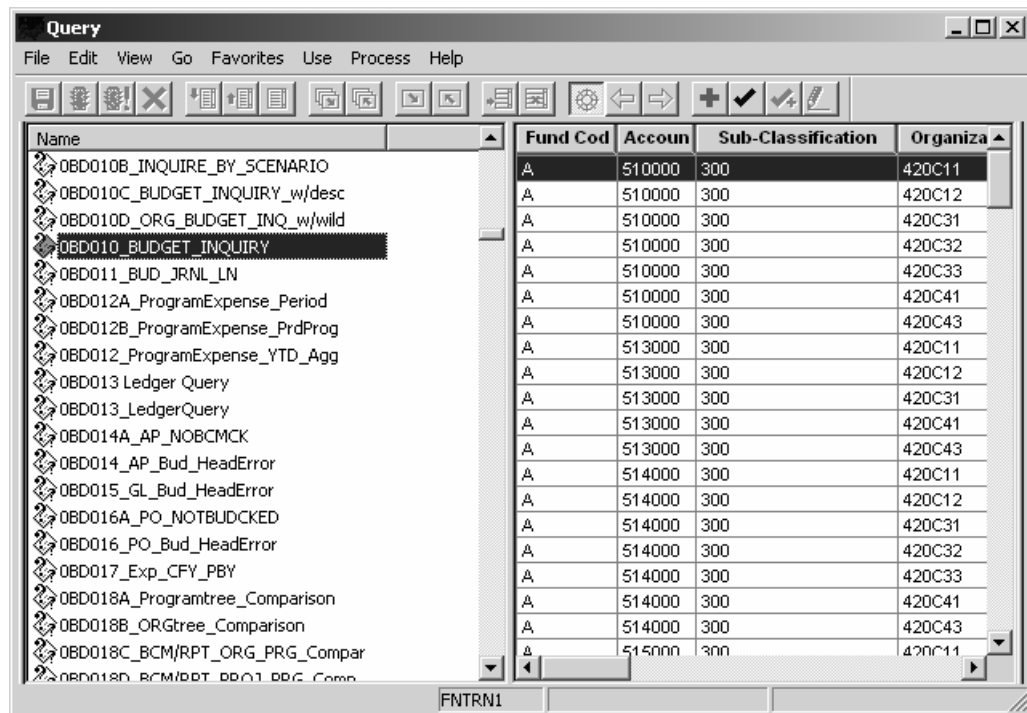 Query
File Edit View Go Favorites Use Process Help
Name
0BD010B_INQUIRE_BY_SCENARIO
0BD010C_BUDGET_INQUIRY_w/desc
0BD010D_ORG_BUDGET_INQ_w/wild
0BD010_BUDGET_INQUIRY
0BD011_BUD_JRNL_LN
0BD012A_ProgramExpense_Period
0BD012B_ProgramExpense_PrdProg
0BD012_ProgramExpense_YTD_Agg
0BD013 Ledger Query
0BD013_LedgerQuery
0BD014A_AP_NOBCMCK
0BD014_AP_Bud_HeadError
0BD015_GL_Bud_HeadError
0BD016A_PO_NOTBUDCKED
0BD016_PO_Bud_HeadError
0BD017_Exp_CFY_PBY
0BD018A_Programtree_Comparison
0BD018B_ORGtree_Comparison
0BD018C_BCM/RPT_ORG_PRG_Compar
0BD018D_BCM/RPT_PROJ_PRG_Comp
Fund Cod Accoun Sub-Classification Organiza
A 510000 300 420C11
A 510000 300 420C12
A 510000 300 420C31
A 510000 300 420C32
A 510000 300 420C33
A 510000 300 420C41
A 510000 300 420C43
A 513000 300 420C11
A 513000 300 420C12
A 513000 300 420C31
A 513000 300 420C41
A 513000 300 420C43
A 514000 300 420C11
A 514000 300 420C12
A 514000 300 420C31
A 514000 300 420C32
A 514000 300 420C33
A 514000 300 420C41
A 514000 300 420C43
A 515000 300 420C11
FNTRN1